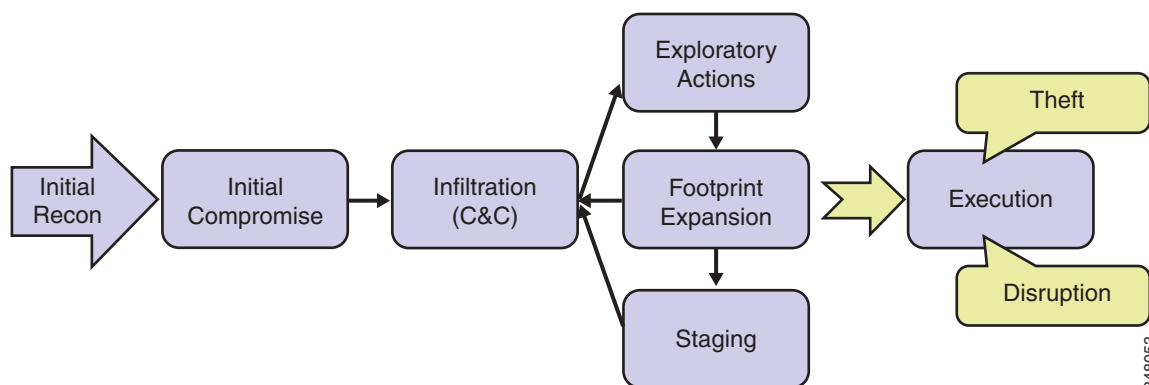 Initial
Recon
Initial
Compromise
Infiltration
(C&C)
Exploratory
Actions
Footprint
Expansion
Staging
Theft
Execution
Disruption